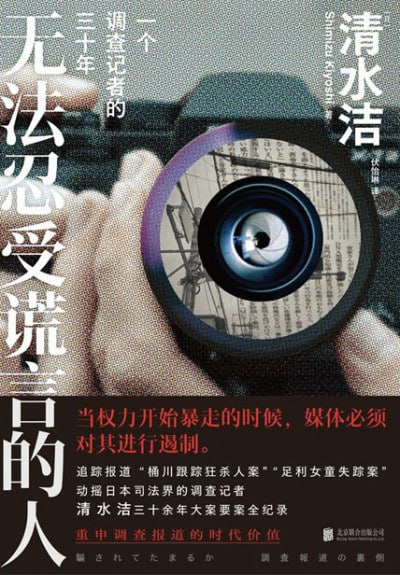 无法忍受谎言的人
一个
调查记者的
三十年
[日]
清水洁
Shimizu Kiyoshi
著
译
当权力开始暴走的时候，媒体必须
对其进行遏制。
追踪报道“桶川跟踪狂杀人案”“足利女童失踪案”
动摇日本司法界的调查记者
清水洁三十余年大案要案全纪录
重申调查报道的时代价值
騙されてたまるか 調査報道の裏側
北京联合出版公司